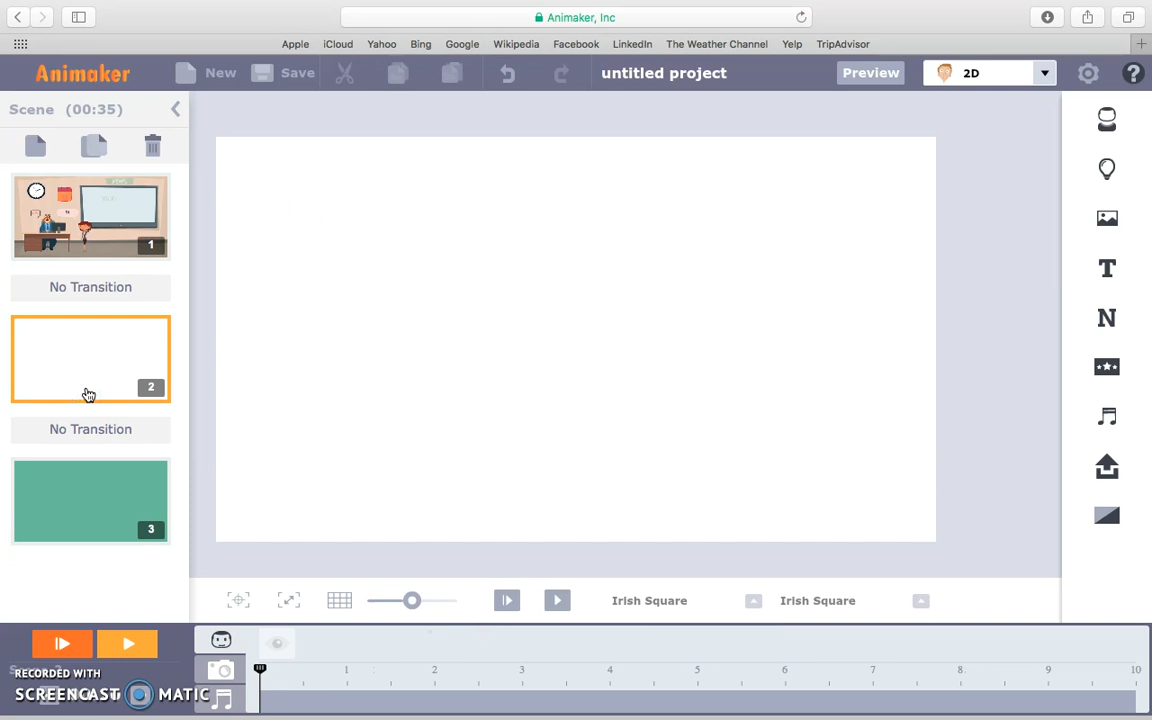 Animaker, Inc
Apple iCloud Yahoo Bing Google Wikipedia Facebook LinkedIn The Weather Channel Yelp TripAdvisor
Animaker New Save untitled project Preview 2D ?
Scene (00:35)
1
No Transition
2
No Transition
3
T
N
Irish Square Irish Square
1 2 3 4 5 6 7 8 9 10
RECORDED WITH
SCREENCAST MATIC